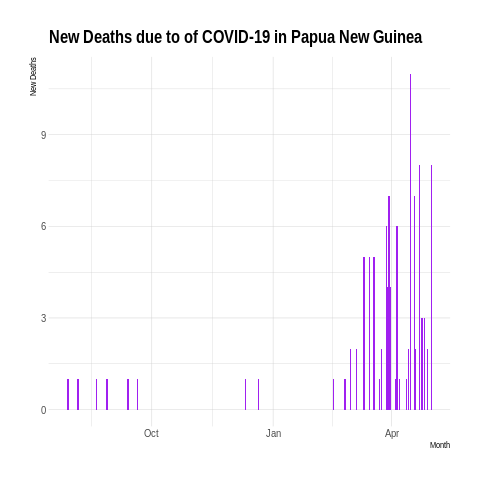 New Deaths due to of COVID-19 in Papua New Guinea
New Deaths
9
6
3
0
Oct Jan Apr
Month